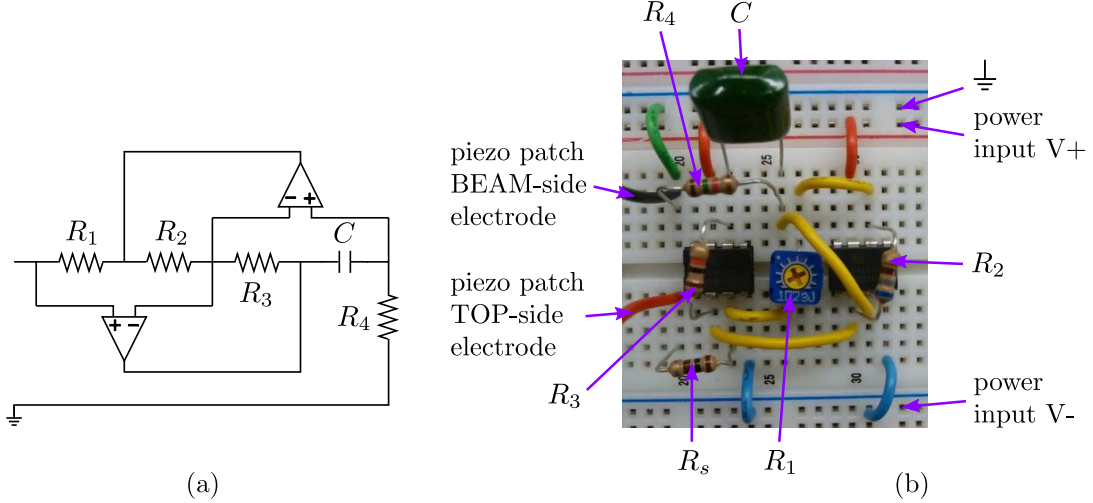 R₄
C
power
input V+
piezo patch
BEAM-side
electrode
20
25
R₁
R₂
R₃
C
R₄
- +
+ -
piezo patch
TOP-side
electrode
R₂
R₃
20
25
30
power
input V-
Rₛ
R₁
(a)
(b)